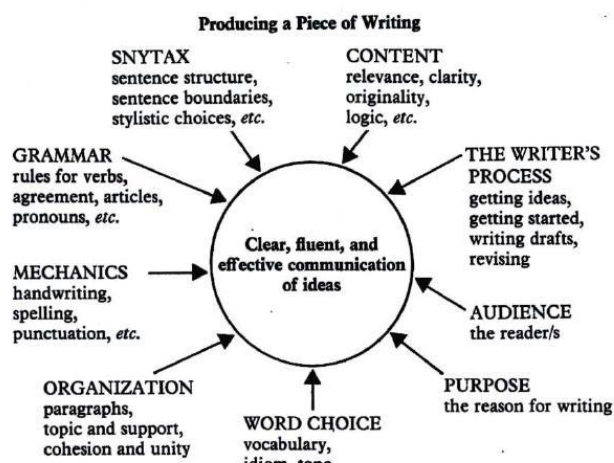 Producing a Piece of Writing
SNYTAX
sentence structure,
sentence boundaries,
stylistic choices, etc.
CONTENT
relevance, clarity,
originality,
logic, etc.
GRAMMAR
rules for verbs,
agreement, articles,
pronouns, etc.
THE WRITER'S
PROCESS
getting ideas,
getting started,
writing drafts,
revising
Clear, fluent, and
effective communication
of ideas
MECHANICS
handwriting,
spelling,
punctuation, etc.
AUDIENCE
the reader/s
ORGANIZATION
paragraphs,
topic and support,
cohesion and unity
WORD CHOICE
vocabulary,
idiom, tone
PURPOSE
the reason for writing